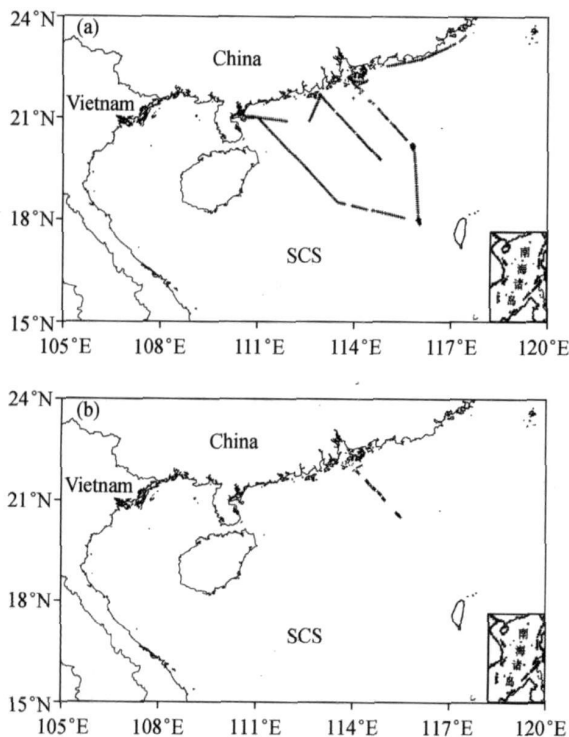 24°N
(a)
China
Vietnam
21°N
18°N
SCS
南
海
诸
岛
15°N
105°E 108°E 111°E 114°E 117°E 120°E
24°N
(b)
China
Vietnam
21°N
18°N
SCS
南
海
诸
岛
15°N
105°E 108°E 111°E 114°E 117°E 120°E